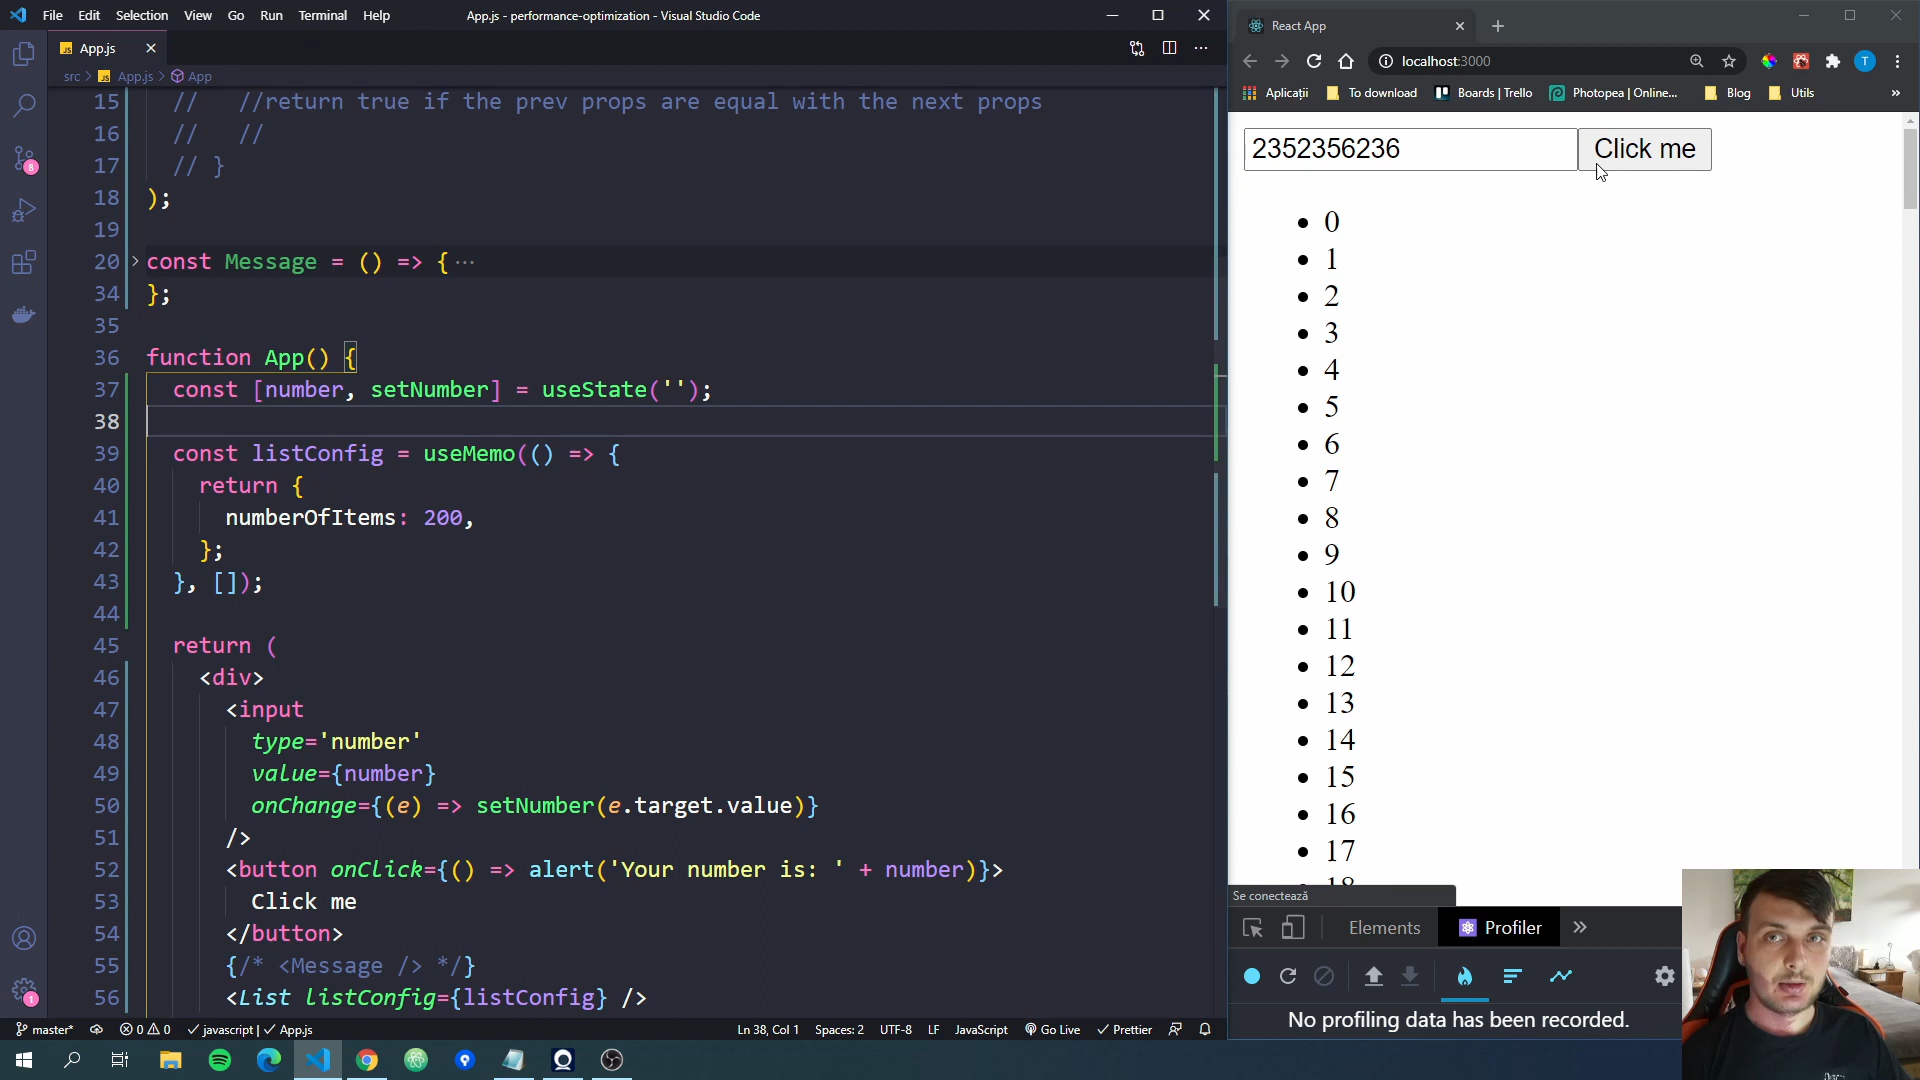 File Edit Selection View Go Run Terminal Help
App.js - performance-optimization - Visual Studio Code
JS App.js
src > JS App.js > App
15 // //return true if the prev props are equal with the next props
16 // //
17 // }
18 );
19
20 const Message = () => {···
34 };
35
36 function App() {
37 const [number, setNumber] = useState('');
38
39 const listConfig = useMemo(() => {
40 return {
41 numberOfItems: 200,
42 };
43 }, []);
44
45 return (
46 <div>
47 <input
48 type='number'
49 value={number}
50 onChange={(e) => setNumber(e.target.value)}
51 />
52 <button onClick={() => alert('Your number is: ' + number)}>
53 Click me
54 </button>
55 {/* <Message /> */}
56 <List listConfig={listConfig} />
8
1
master* 0 0 javascript | App.js
Ln 38, Col 1 Spaces: 2 UTF-8 LF JavaScript Go Live Prettier
React App
localhost:3000
T
Aplicații To download Boards | Trello Photopea | Online... Blog Utils »
2352356236 Click me
0
1
2
3
4
5
6
7
8
9
10
11
12
13
14
15
16
17
18
Se conectează
Elements Profiler »
No profiling data has been recorded.